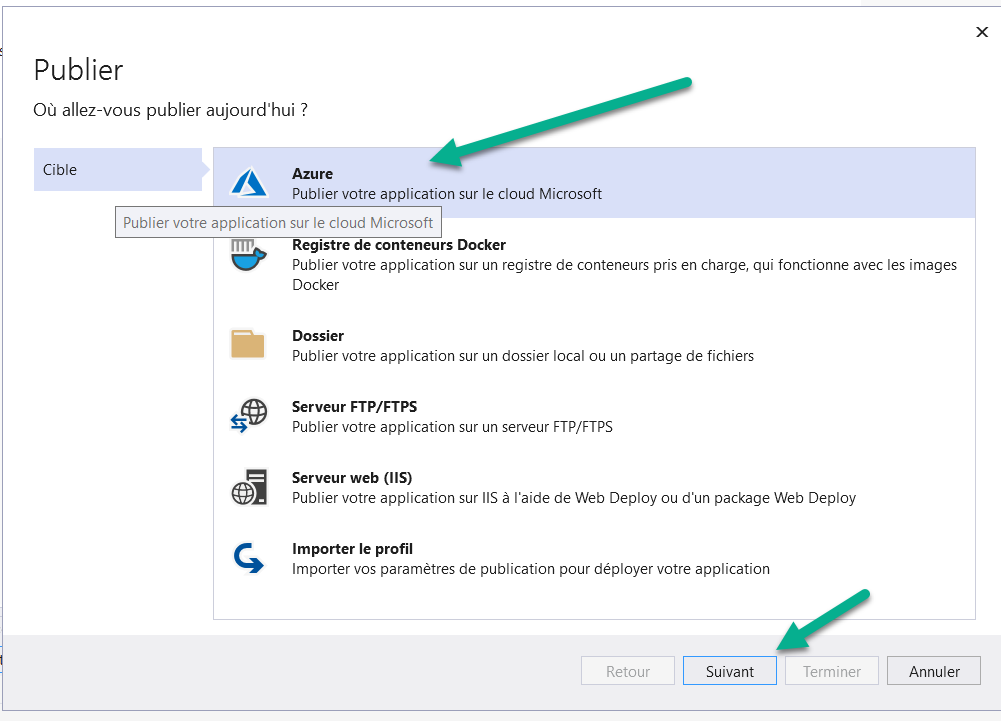 Publier
Où allez-vous publier aujourd'hui ?
Cible
Azure
Publier votre application sur le cloud Microsoft
Publier votre application sur le cloud Microsoft
Registre de conteneurs Docker
Publier votre application sur un registre de conteneurs pris en charge, qui fonctionne avec les images
Docker
Dossier
Publier votre application sur un dossier local ou un partage de fichiers
Serveur FTP/FTPS
Publier votre application sur un serveur FTP/FTPS
Serveur web (IIS)
Publier votre application sur IIS à l'aide de Web Deploy ou d'un package Web Deploy
Importer le profil
Importer vos paramètres de publication pour déployer votre application
Retour
Suivant
Terminer
Annuler